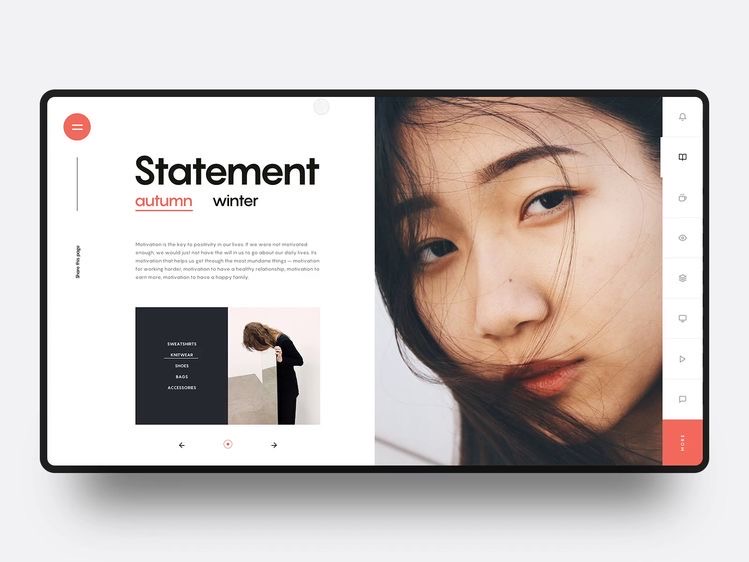 Statement
autumn winter
Motivation is the key to positivity in our lives. If we were not motivated
enough, we would just not have the will in us to go about our daily lives. Its
motivation that helps us get through the most mundane things – motivation
for working harder, motivation to have a healthy relationship, motivation to
earn more, motivation to have a happy family.
Share this page
SWEATSHIRTS
KNITWEAR
SHOES
BAGS
ACCESSORIES
MORE